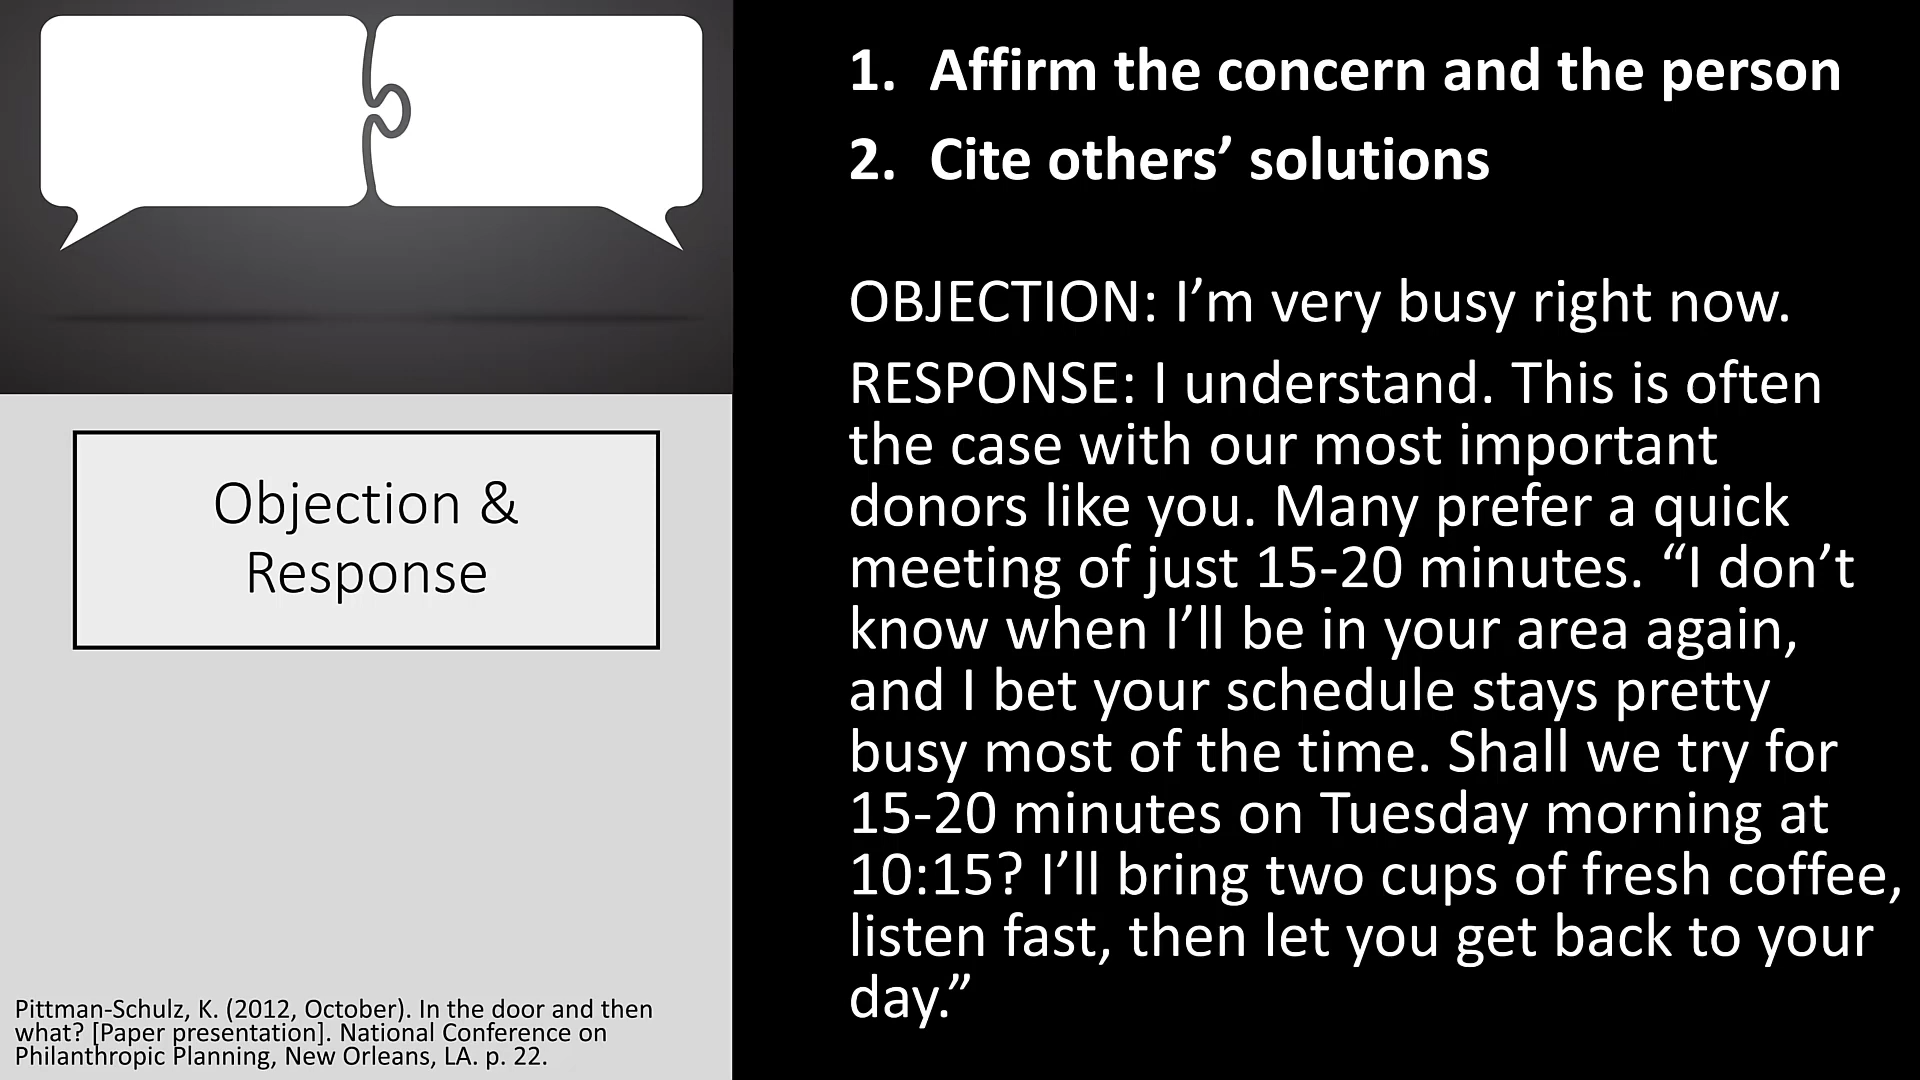 1. Affirm the concern and the person
2. Cite others’ solutions
OBJECTION: I’m very busy right now.
RESPONSE: I understand. This is often
the case with our most important
donors like you. Many prefer a quick
meeting of just 15-20 minutes. “I don’t
know when I’ll be in your area again,
and I bet your schedule stays pretty
busy most of the time. Shall we try for
15-20 minutes on Tuesday morning at
10:15? I’ll bring two cups of fresh coffee,
listen fast, then let you get back to your
day.”
Objection &
Response
Pittman-Schulz, K. (2012, October). In the door and then
what? [Paper presentation]. National Conference on
Philanthropic Planning, New Orleans, LA. p. 22.